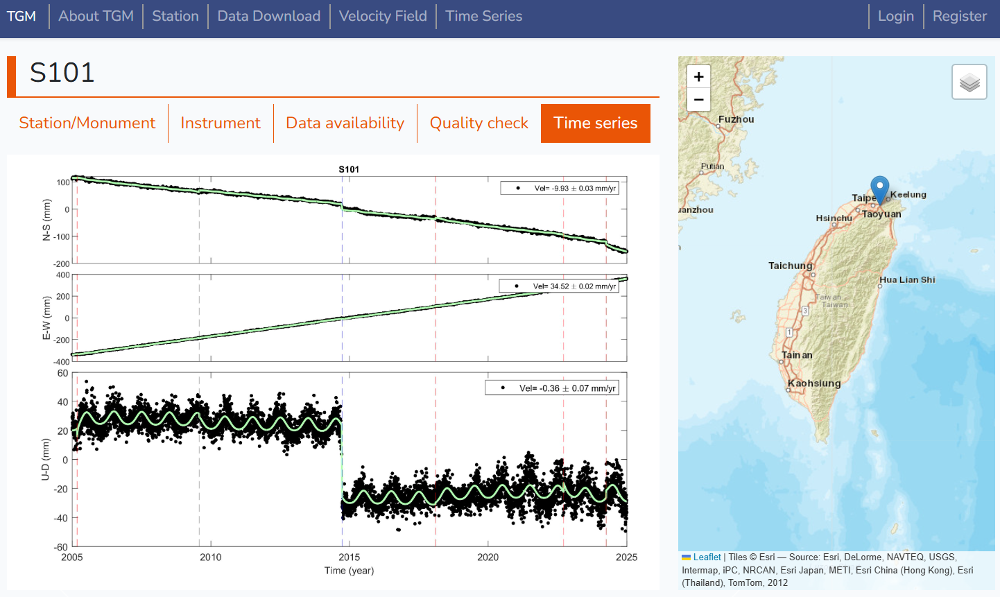 TGM
About TGM
Station
Data Download
Velocity Field
Time Series
Login
Register
S101
Station/Monument
Instrument
Data availability
Quality check
Time series
S101
Vel= -9.93 ± 0.03 mm/yr
100
0
-100
-200
N-S (mm)
Vel= 34.52 ± 0.02 mm/yr
400
200
0
-200
-400
E-W (mm)
Vel= -0.36 ± 0.07 mm/yr
60
40
20
0
-20
-40
-60
U-D (mm)
2005
2010
2015
2020
2025
Time (year)
+
−
Fuzhou
Putian
uanzhou
Taipe
Keelung
Taoyuan
Hsinchu
Taichung
Hua Lian Shi
Taiwan
Taiwan
3
1
Tainan
Kaohsiung
Leaflet | Tiles © Esri — Source: Esri, DeLorme, NAVTEQ, USGS,
Intermap, iPC, NRCAN, Esri Japan, METI, Esri China (Hong Kong), Esri
(Thailand), TomTom, 2012